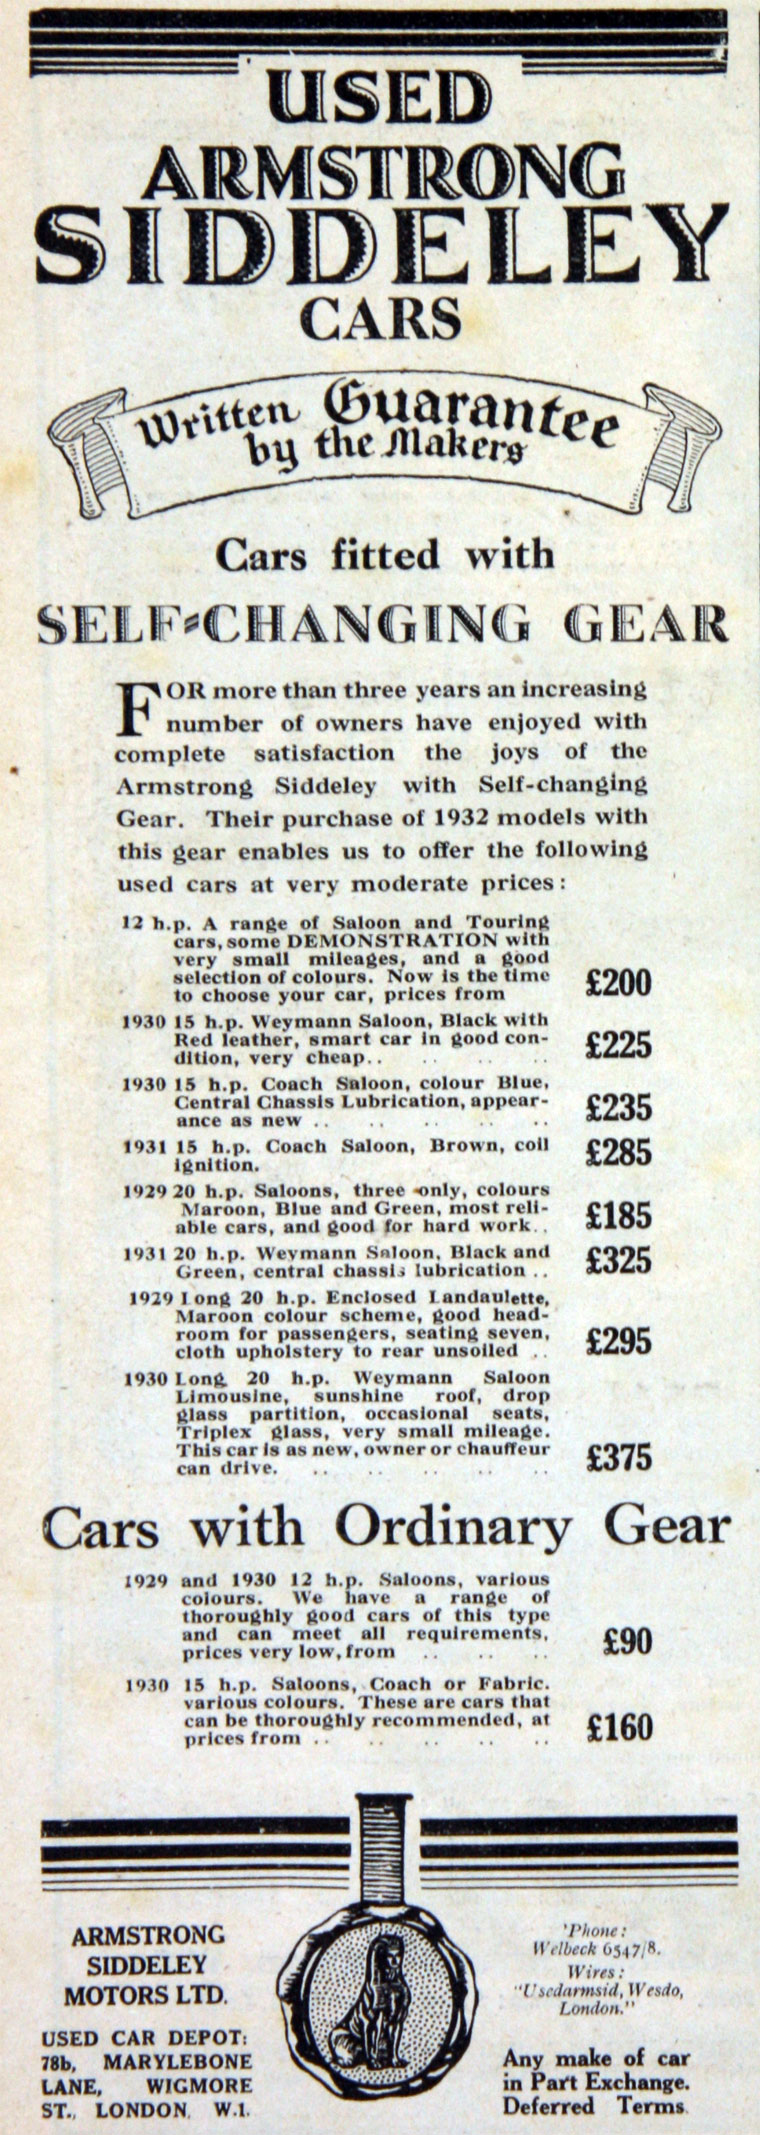 USED
ARMSTRONG
SIDDELEY
CARS
Written Guarantee
by the Makers
Cars fitted with
SELF-CHANGING GEAR
FOR more than three years an increasing
number of owners have enjoyed with
complete satisfaction the joys of the
Armstrong Siddeley with Self-changing
Gear. Their purchase of 1932 models with
this gear enables us to offer the following
used cars at very moderate prices:
12 h.p. A range of Saloon and Touring
cars, some DEMONSTRATION with
very small mileages, and a good
selection of colours. Now is the time
to choose your car, prices from £200
1930 15 h.p. Weymann Saloon, Black with
Red leather, smart car in good con-
dition, very cheap.. .. .. .. £225
1930 15 h.p. Coach Saloon, colour Blue,
Central Chassis Lubrication, appear-
ance as new .. .. .. .. .. £235
1931 15 h.p. Coach Saloon, Brown, coil
ignition. £285
1929 20 h.p. Saloons, three only, colours
Maroon, Blue and Green, most reli-
able cars, and good for hard work.. £185
1931 20 h.p. Weymann Saloon, Black and
Green, central chassis lubrication .. £325
1929 Long 20 h.p. Enclosed Landaulette,
Maroon colour scheme, good head-
room for passengers, seating seven,
cloth upholstery to rear unsoiled .. £295
1930 Long 20 h.p. Weymann Saloon
Limousine, sunshine roof, drop
glass partition, occasional seats,
Triplex glass, very small mileage.
This car is as new, owner or chauffeur
can drive. .. .. .. .. .. £375
Cars with Ordinary Gear
1929 and 1930 12 h.p. Saloons, various
colours. We have a range of
thoroughly good cars of this type
and can meet all requirements,
prices very low, from .. .. .. £90
1930 15 h.p. Saloons, Coach or Fabric.
various colours. These are cars that
can be thoroughly recommended, at
prices from .. .. .. .. .. £160
ARMSTRONG
SIDDELEY
MOTORS LTD.
USED CAR DEPOT:
78b, MARYLEBONE
LANE, WIGMORE
ST., LONDON, W.1.
'Phone:
Welbeck 6547/8.
Wires:
"Usedarmsid, Wesdo,
London."
Any make of car
in Part Exchange.
Deferred Terms.